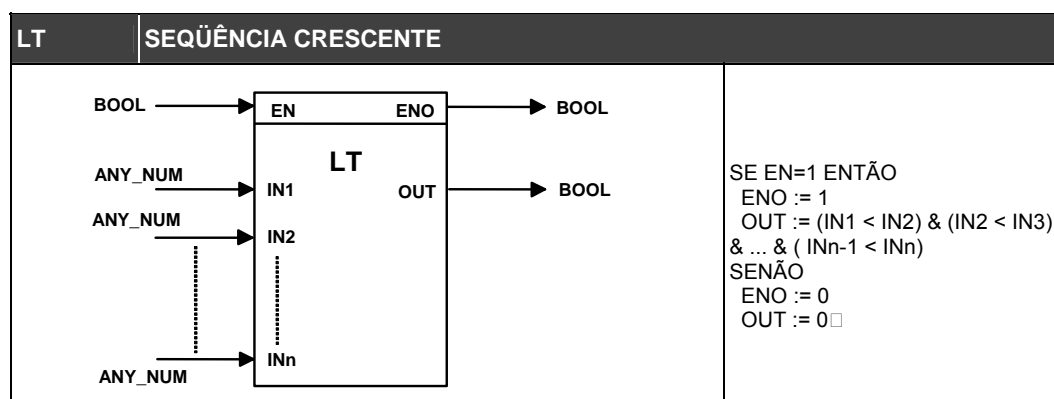 LT SEQÜÊNCIA CRESCENTE
BOOL EN ENO BOOL
LT
ANY_NUM IN1 OUT BOOL
ANY_NUM IN2
INn
ANY_NUM
SE EN=1 ENTÃO
ENO := 1
OUT := (IN1 < IN2) & (IN2 < IN3)
& ... & ( INn-1 < INn)
SENÃO
ENO := 0
OUT := 0□